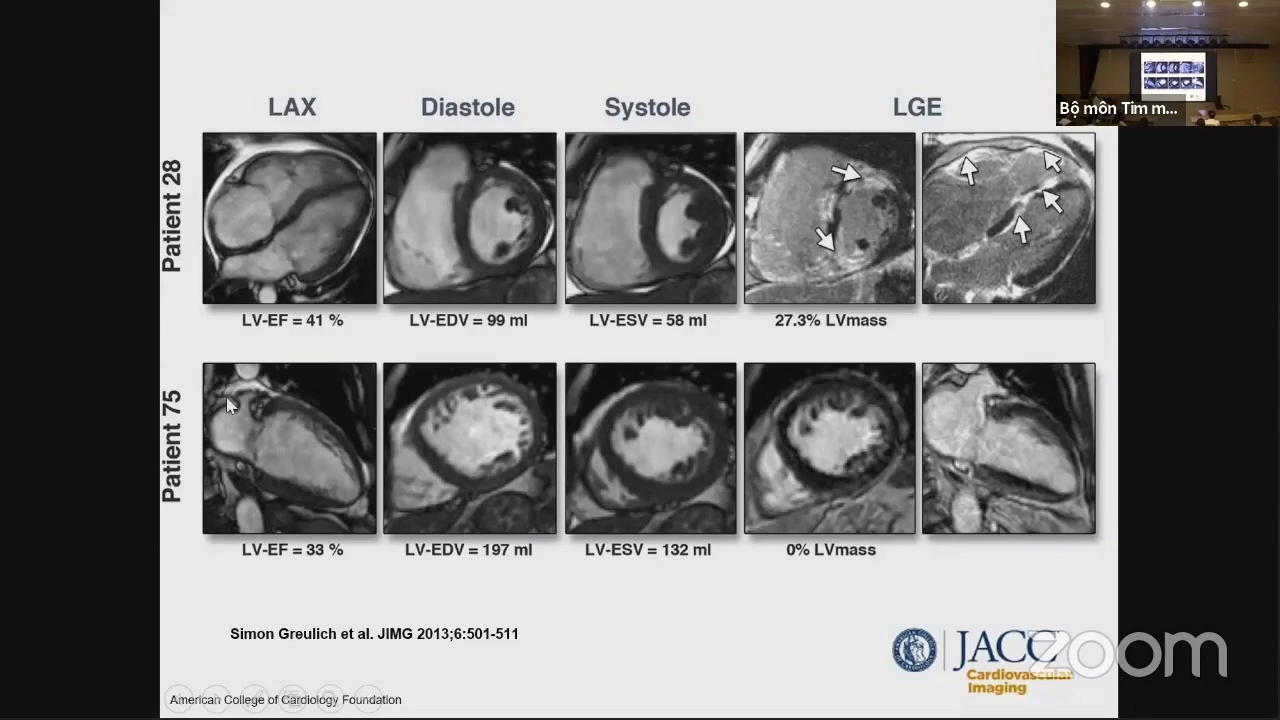 Bộ môn Tim m...
LAX Diastole Systole LGE
Patient 28
LV-EF = 41 % LV-EDV = 99 ml LV-ESV = 58 ml 27.3% LVmass
Patient 75
LV-EF = 33 % LV-EDV = 197 ml LV-ESV = 132 ml 0% LVmass
Simon Greulich et al. JIMG 2013;6:501-511
JACC
Cardiovascular
Imaging
zoom
American College of Cardiology Foundation